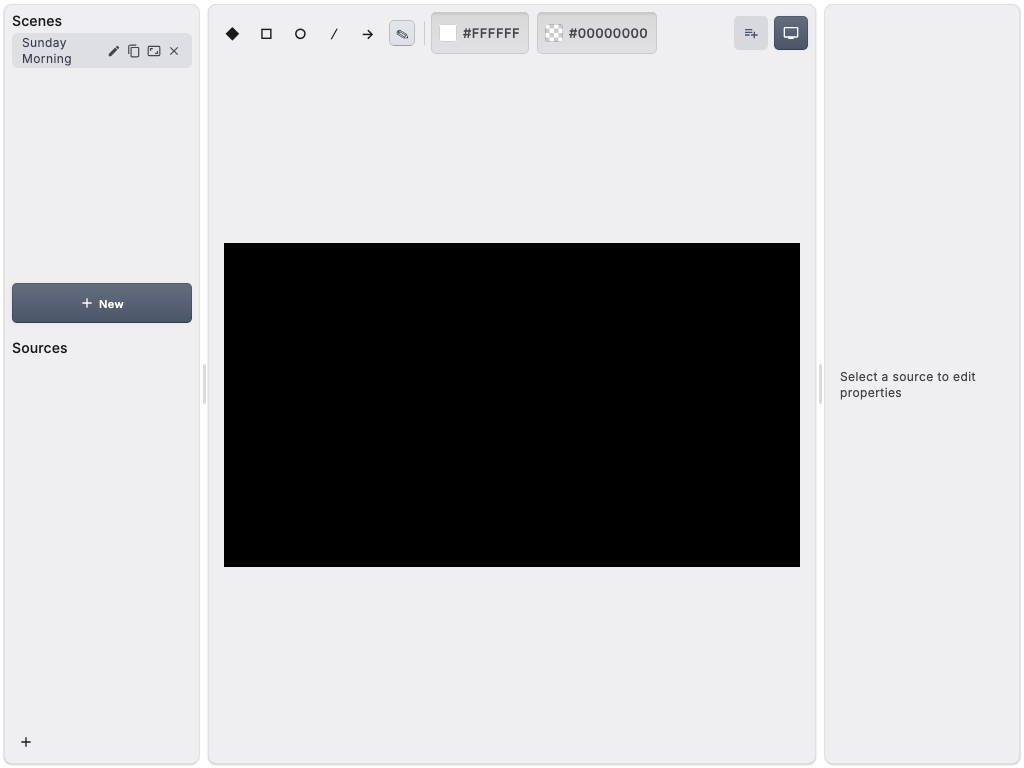 Scenes
Sunday
Morning
New
Sources
#FFFFFF
#00000000
Select a source to edit
properties